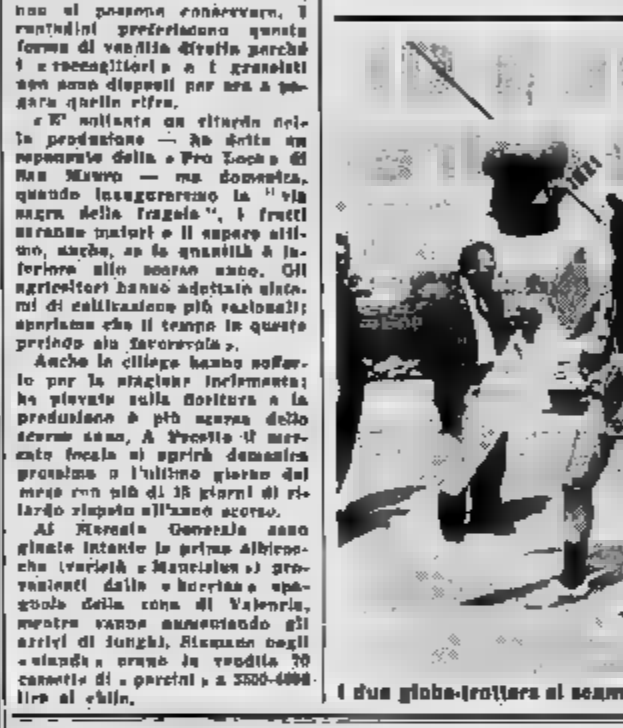 non si possono conservare. I
contadini preferiscono questa
forma di vendita diretta perché
i « raccoglitori » e i grossisti
non sono disposti per ora a pa-
gare quelle cifre.
« E' soltanto un ritardo nel-
la produzione — ha detto un
esponente della « Pro Loco » di
San Mauro — ma domenica,
quando inaugureremo la "via
sagra della fragola", i frutti
saranno maturi e il sapore otti-
mo, anche, se la quantità è in-
feriore allo scorso anno. Gli
agricoltori hanno adottato siste-
mi di coltivazione più razionali;
speriamo che il tempo in questo
periodo sia favorevole ».
Anche le ciliege hanno soffer-
to per la stagione inclemente;
ha piovuto sulla fioritura e la
produzione è più scarsa dello
scorso anno. A Pecetto il mer-
cato locale si aprirà domenica
prossima o l'ultimo giorno del
mese con più di 15 giorni di ri-
tardo rispetto all'anno scorso.
Ai Mercato Generale sono
giunte intanto le prime albicoc-
che (varietà « Mauricius ») pro-
venienti dalle « huertas » spa-
gnole della zona di Valencia,
mentre vanno aumentando gli
arrivi di funghi. Stamane negli
« stands » erano in vendita 70
cassette di « porcini » a 3500-4000
lire al chilo.
I due globe-trotters si scam